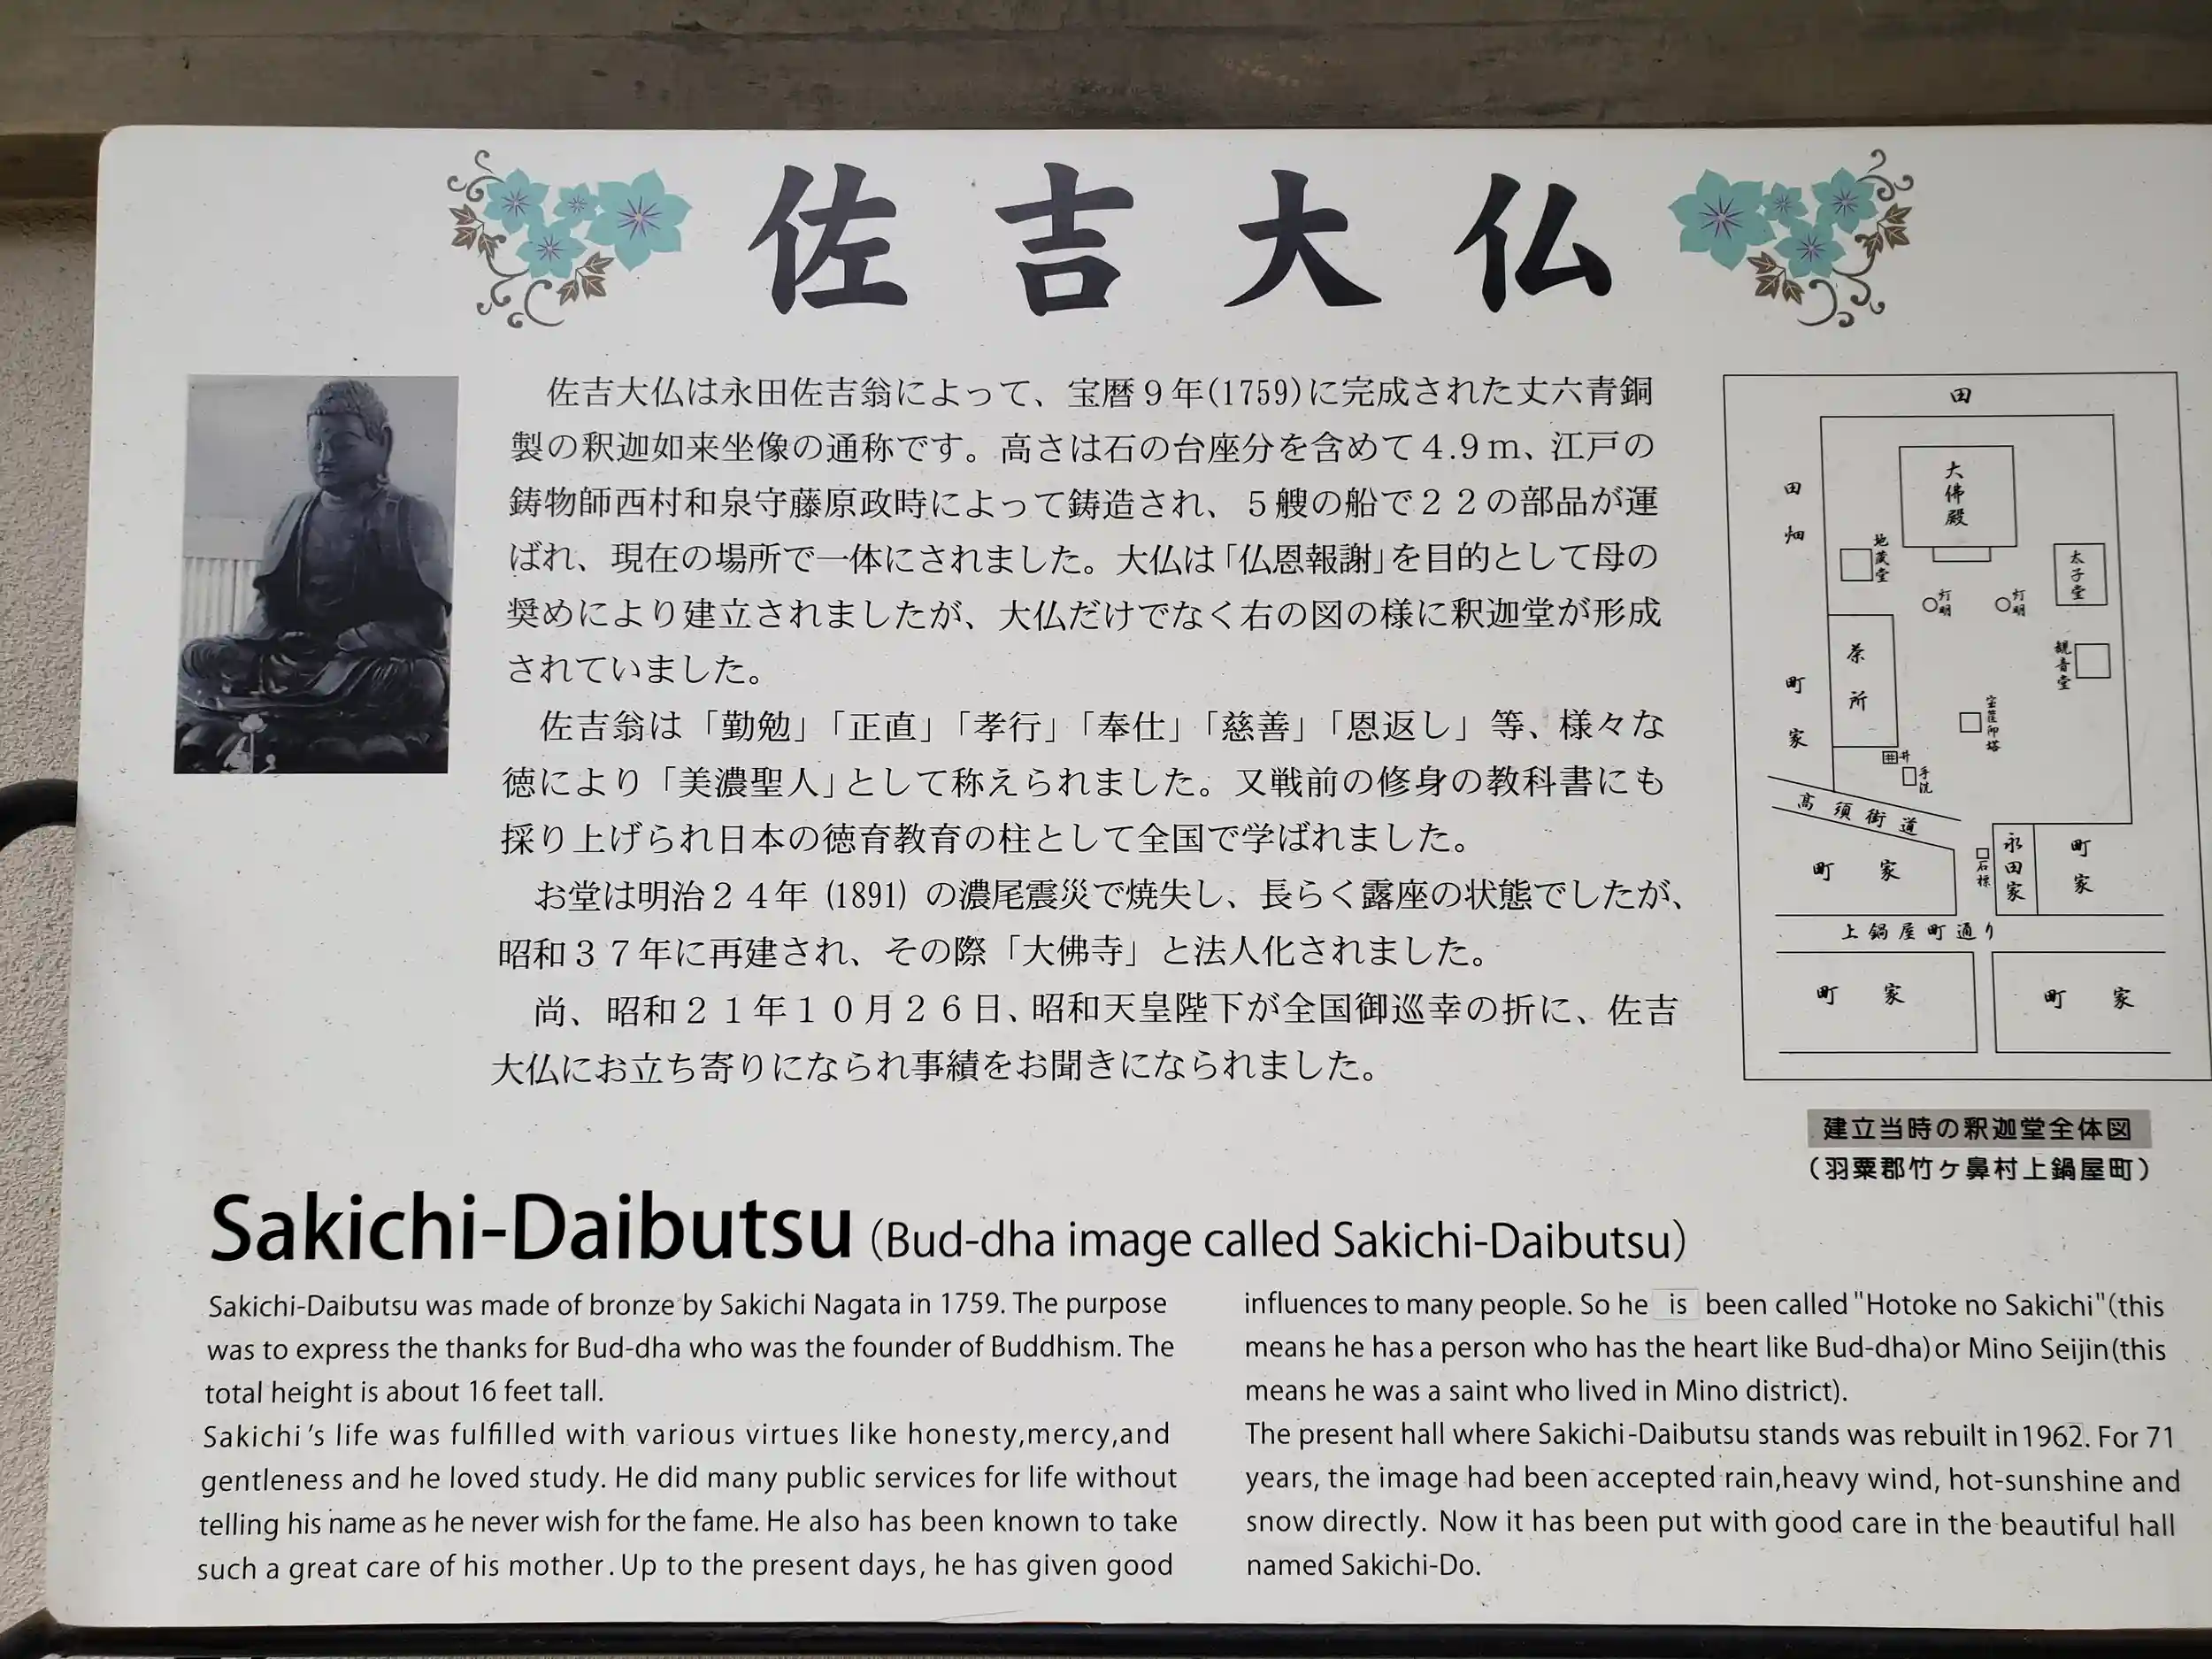 佐吉大仏
佐吉大仏は永田佐吉翁によって、宝暦９年(1759)に完成された丈六青銅
製の釈迦如来坐像の通称です。高さは石の台座分を含めて４.９ｍ、江戸の
鋳物師西村和泉守藤原政時によって鋳造され、５艘の船で２２の部品が運
ばれ、現在の場所で一体にされました。大仏は「仏恩報謝」を目的として母の
奨めにより建立されましたが、大仏だけでなく右の図の様に釈迦堂が形成
されていました。
佐吉翁は「勤勉」「正直」「孝行」「奉仕」「慈善」「恩返し」等、様々な
徳により「美濃聖人」として称えられました。又戦前の修身の教科書にも
採り上げられ日本の徳育教育の柱として全国で学ばれました。
お堂は明治２４年 (1891) の濃尾震災で焼失し、長らく露座の状態でしたが、
昭和３７年に再建され、その際「大佛寺」と法人化されました。
尚、昭和２１年１０月２６日、昭和天皇陛下が全国御巡幸の折に、佐吉
大仏にお立ち寄りになられ事績をお聞きになられました。
田
大佛殿
田畑
地蔵堂
太子堂
灯明
灯明
観音堂
茶所
町家
宝篋印塔
井
手洗
高須街道
石標
永田家
町家
町家
上鍋屋町通り
町家
町家
建立当時の釈迦堂全体図
（羽粟郡竹ヶ鼻村上鍋屋町）
Sakichi-Daibutsu (Bud-dha image called Sakichi-Daibutsu)
Sakichi-Daibutsu was made of bronze by Sakichi Nagata in 1759. The purpose
was to express the thanks for Bud-dha who was the founder of Buddhism. The
total height is about 16 feet tall.
Sakichi's life was fulfilled with various virtues like honesty,mercy,and
gentleness and he loved study. He did many public services for life without
telling his name as he never wish for the fame. He also has been known to take
such a great care of his mother. Up to the present days, he has given good
influences to many people. So he is been called "Hotoke no Sakichi"(this
means he has a person who has the heart like Bud-dha) or Mino Seijin(this
means he was a saint who lived in Mino district).
The present hall where Sakichi-Daibutsu stands was rebuilt in 1962. For 71
years, the image had been accepted rain,heavy wind, hot-sunshine and
snow directly. Now it has been put with good care in the beautiful hall
named Sakichi-Do.